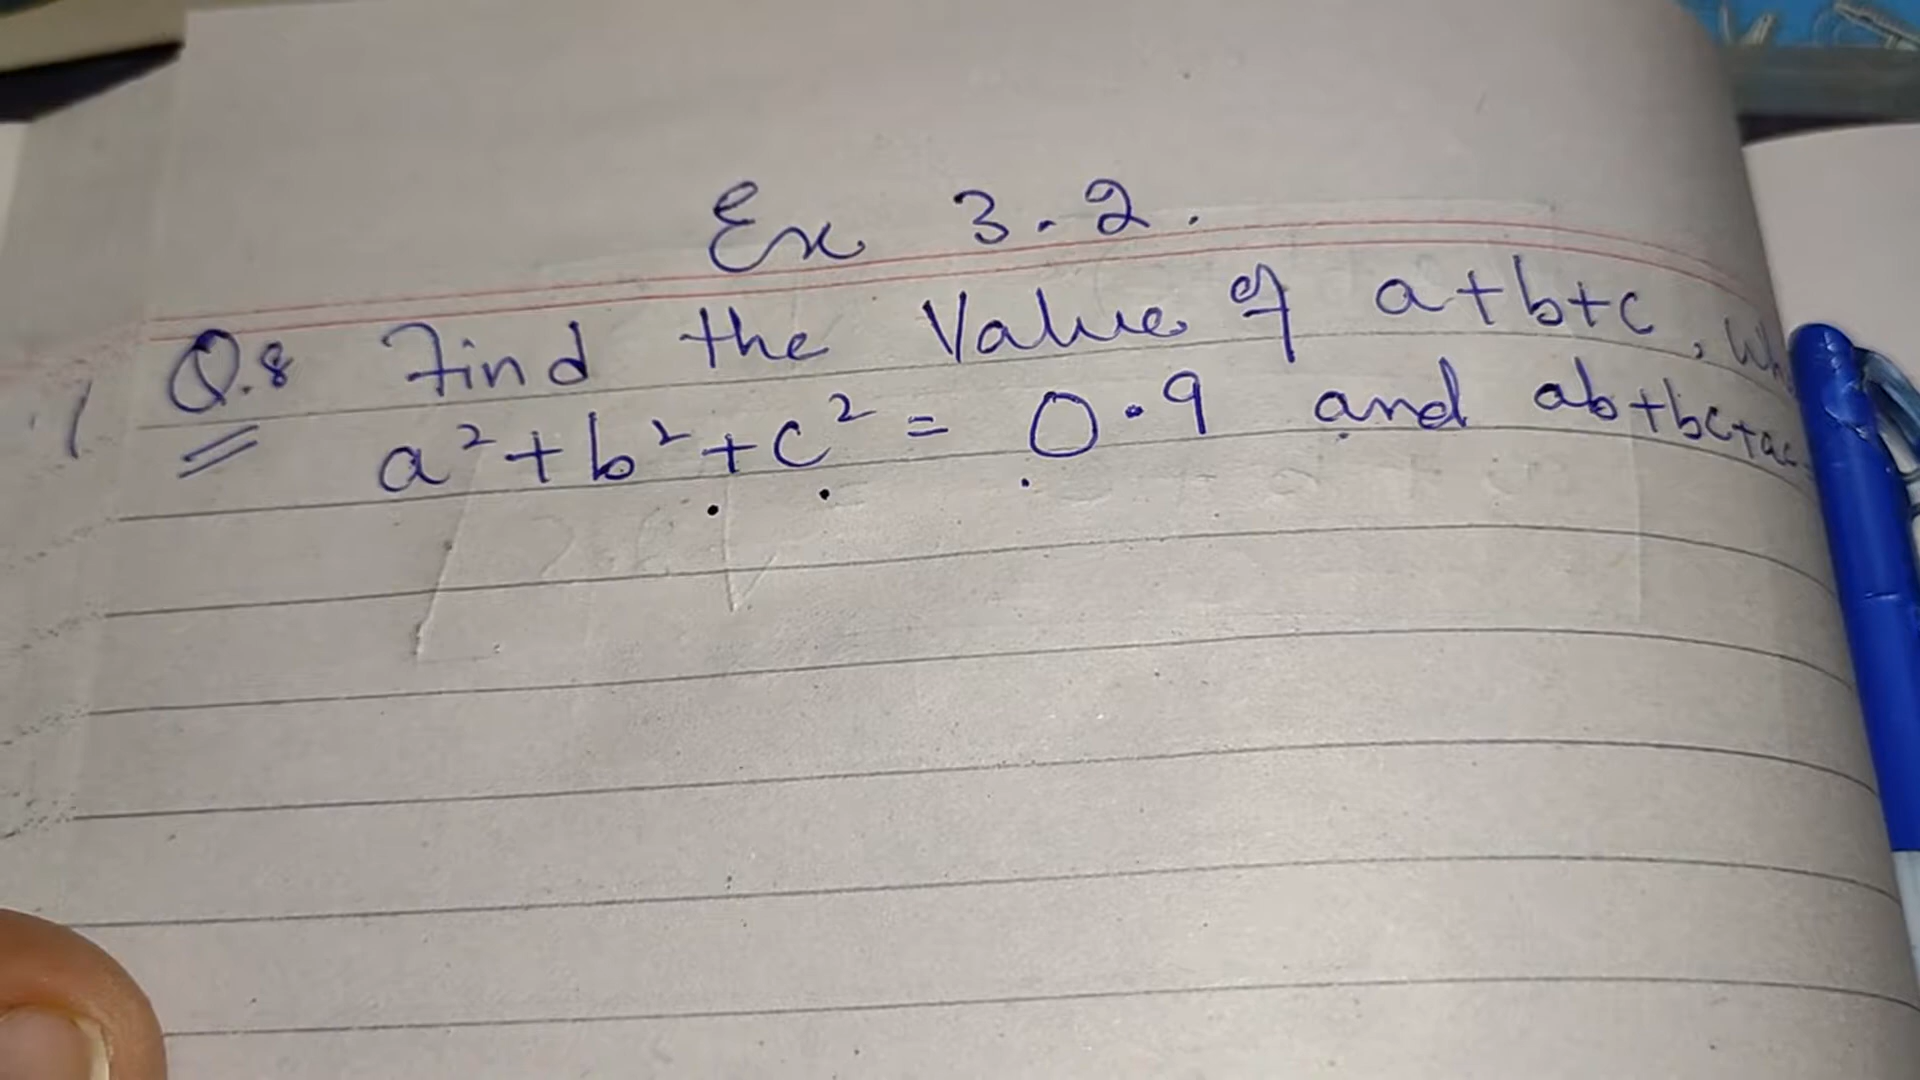 Ex 3.2.
Q.8 Find the Value of a+b+c,
a²+b²+c² = 0.9 and ab+bc+ac